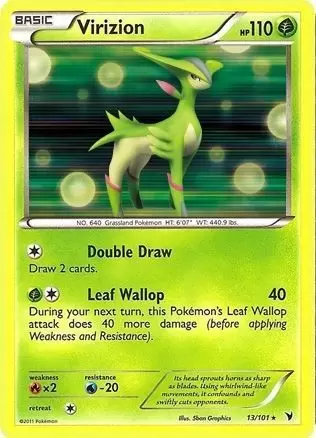 BASIC
Virizion
HP110
NO. 640 Grassland Pokémon HT: 6'07" WT: 440.9 lbs.
Double Draw
Draw 2 cards.
Leaf Wallop 40
During your next turn, this Pokémon's Leaf Wallop
attack does 40 more damage (before applying
Weakness and Resistance).
weakness
×2
resistance
-20
retreat
Its head sprouts horns as sharp
as blades. Using whirlwind-like
movements, it confounds and
swiftly cuts opponents.
©2011 Pokémon
Illus. 5ban Graphics
13/101